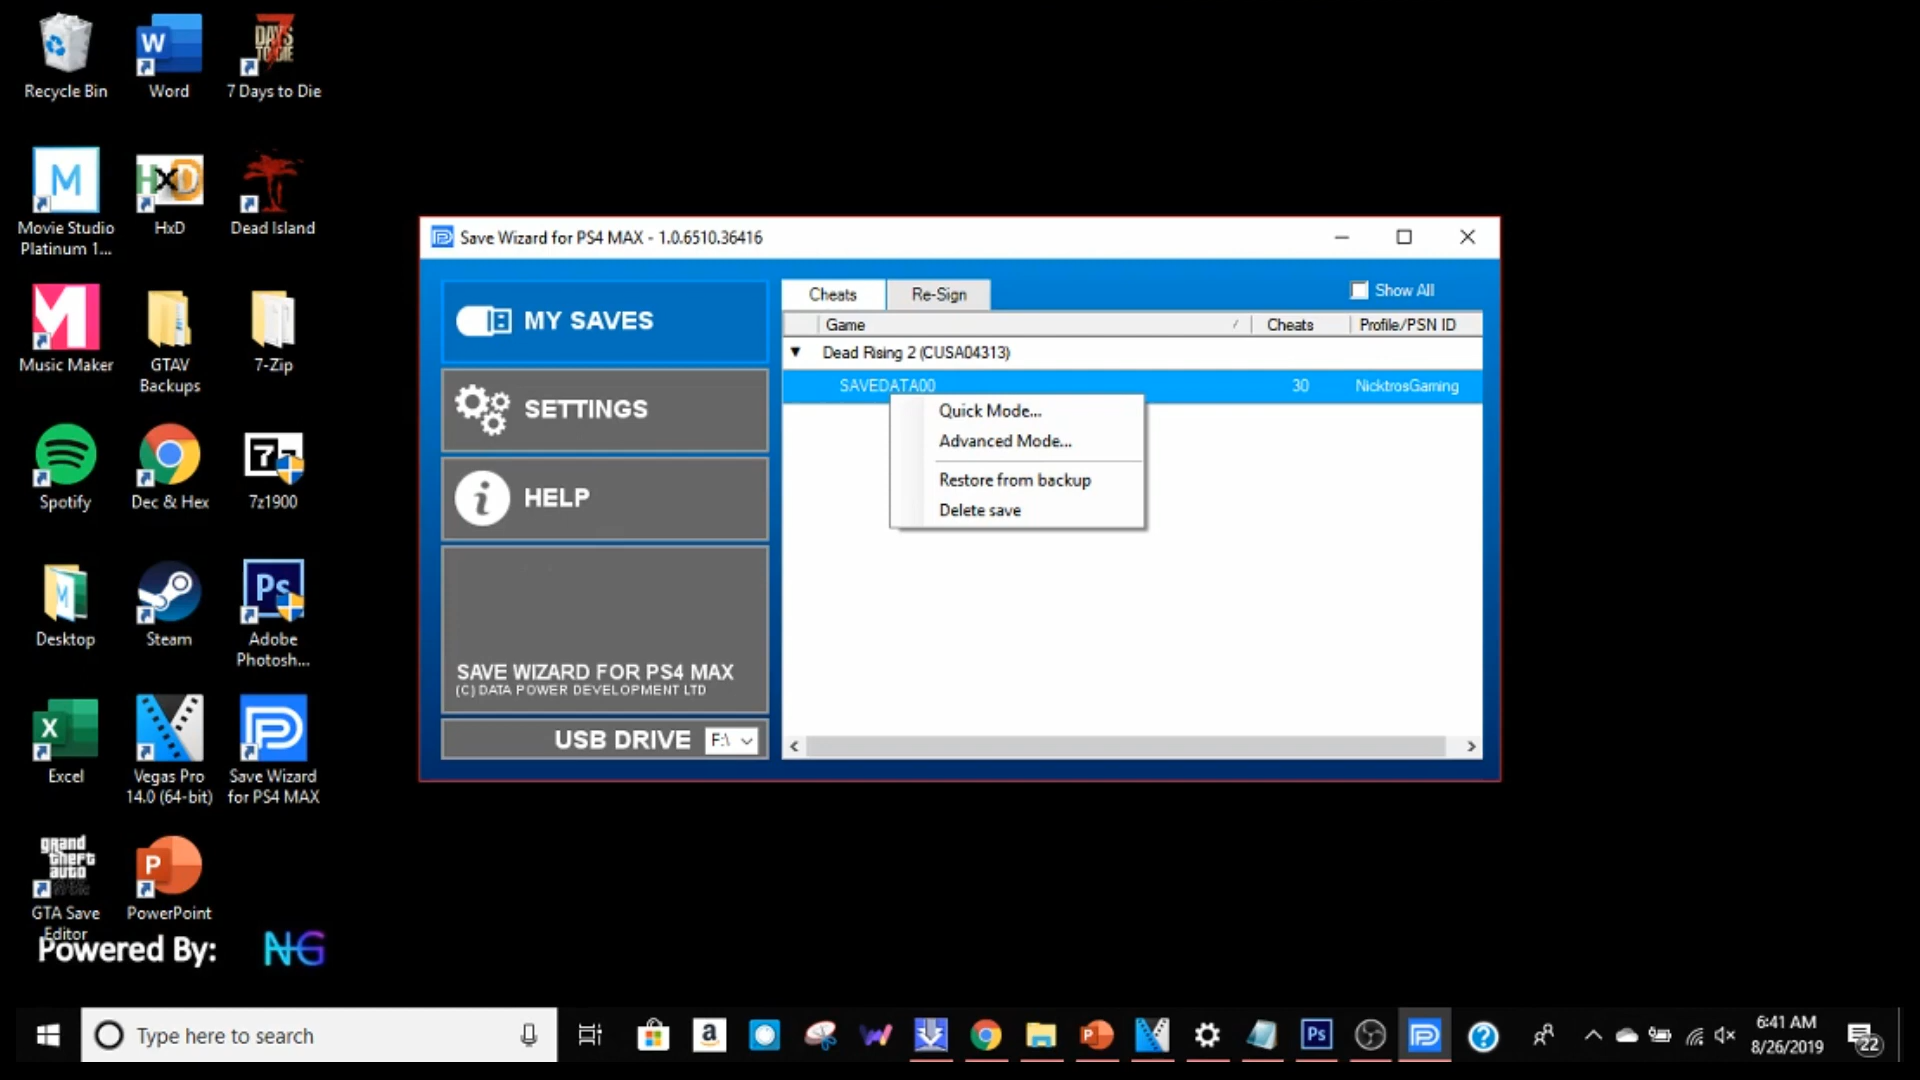 Recycle Bin
Word
7 Days to Die
Movie Studio
Platinum 1...
HxD
Dead Island
Music Maker
GTAV
Backups
7-Zip
Spotify
Dec & Hex
7z1900
Desktop
Steam
Adobe
Photosh...
Excel
Vegas Pro
14.0 (64-bit)
Save Wizard
for PS4 MAX
GTA Save
Editor
PowerPoint
Powered By:
NG
Save Wizard for PS4 MAX - 1.0.6510.36416
MY SAVES
SETTINGS
HELP
SAVE WIZARD FOR PS4 MAX
(C) DATA POWER DEVELOPMENT LTD
USB DRIVE F:\
Cheats Re-Sign Show All
Game Cheats Profile/PSN ID
Dead Rising 2 (CUSA04313)
SAVEDATA00 30 NicktrosGaming
Quick Mode...
Advanced Mode...
Restore from backup
Delete save
Type here to search
6:41 AM
8/26/2019
22